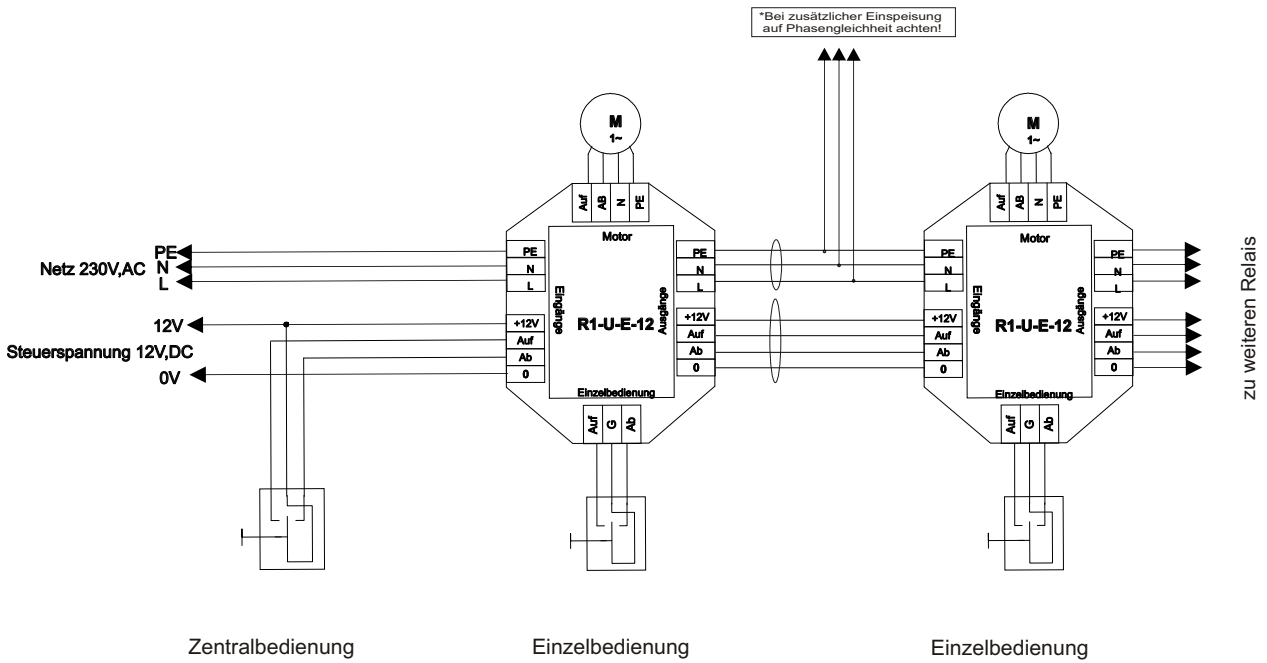 *Bei zusätzlicher Einspeisung
auf Phasengleichheit achten!
M
1~
Auf
AB
N
PE
Motor
PE
N
L
+12V
Auf
Ab
0
Eingänge
R1-U-E-12
Ausgänge
PE
N
L
+12V
Auf
Ab
0
Einzelbedienung
Auf
G
Ab
M
1~
Auf
AB
N
PE
Motor
PE
N
L
+12V
Auf
Ab
0
Eingänge
R1-U-E-12
Ausgänge
PE
N
L
+12V
Auf
Ab
0
Einzelbedienung
Auf
G
Ab
Netz 230V,AC
PE
N
L
12V
Steuerspannung 12V,DC
0V
zu weiteren Relais
Zentralbedienung
Einzelbedienung
Einzelbedienung